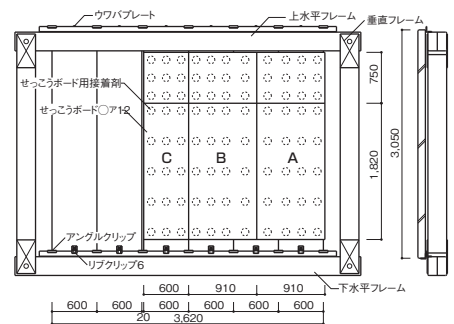 ウワバプレート
上水平フレーム
垂直フレーム
せっこうボード用接着剤
せっこうボード○ア12
750
3,050
1,820
C
B
A
アングルクリップ
リブクリップ6
下水平フレーム
600 910 910
600 600 600 600 600 600
20 3,620